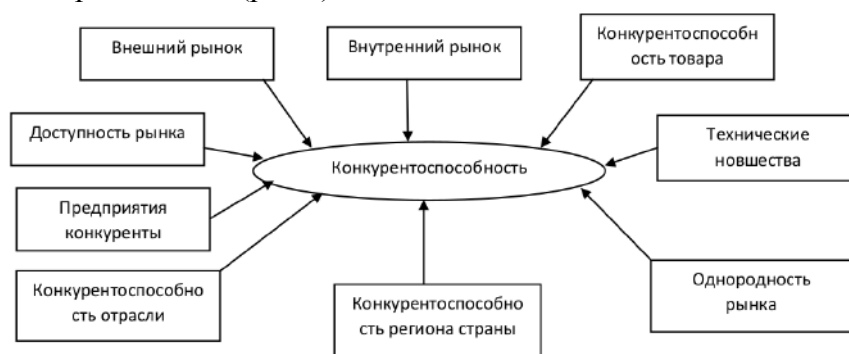 Внешний рынок
Внутренний рынок
Конкурентоспособн
ость товара
Доступность рынка
Конкурентоспособность
Технические
новшества
Предприятия
конкуренты
Конкурентоспособно
сть отрасли
Конкурентоспособно
сть региона страны
Однородность
рынка